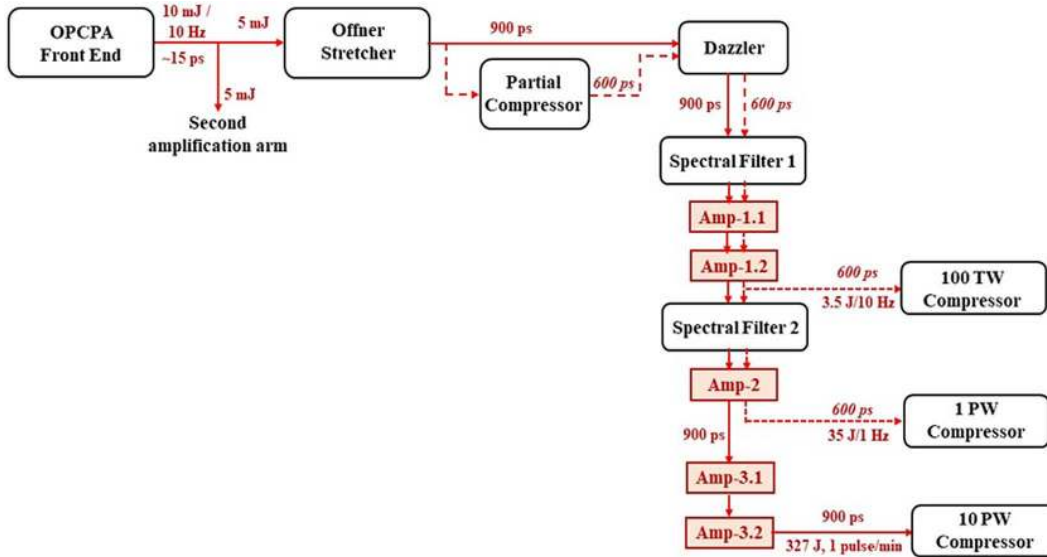 OPCPA
Front End
10 mJ /
10 Hz
~15 ps
5 mJ
5 mJ
Second
amplification arm
Offner
Stretcher
900 ps
Partial
Compressor
600 ps
Dazzler
900 ps
600 ps
Spectral Filter 1
Amp-1.1
Amp-1.2
600 ps
3.5 J/10 Hz
100 TW
Compressor
Spectral Filter 2
Amp-2
600 ps
35 J/1 Hz
1 PW
Compressor
900 ps
Amp-3.1
Amp-3.2
900 ps
327 J, 1 pulse/min
10 PW
Compressor